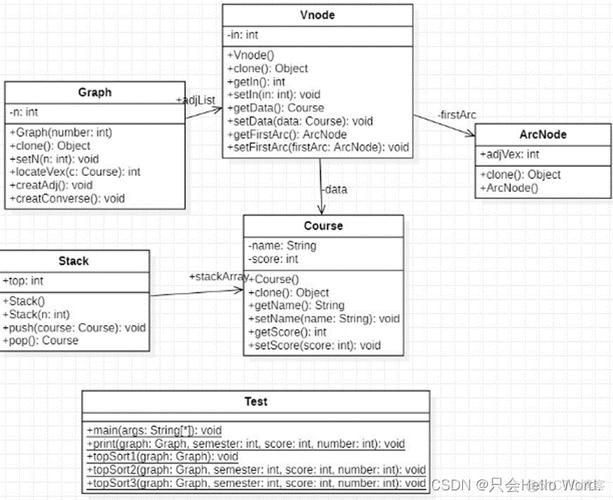 Vnode
-in: int
+Vnode()
+clone(): Object
+getIn(): int
+setIn(in: int): void
+getData(): Course
+setData(data: Course): void
+getFirstArc(): ArcNode
+setFirstArc(firstArc: ArcNode): void
Graph
-n: int
+Graph(number: int)
+clone(): Object
+setN(n: int): void
+locateVex(c: Course): int
+creatAdj(): void
+creatConverse(): void
+adjList
-firstArc
ArcNode
+adjVex: int
+clone(): Object
+ArcNode()
-data
Course
-name: String
-score: int
+Course()
+clone(): Object
+getName(): String
+setName(name: String): void
+getScore(): int
+setScore(score: int): void
Stack
+top: int
+Stack()
+Stack(n: int)
+push(course: Course): void
+pop(): Course
+stackArray
Test
+main(args: String[*]): void
+print(graph: Graph, semester: int, score: int, number: int): void
+topSort1(graph: Graph): void
+topSort2(graph: Graph, semester: int, score: int, number: int): void
+topSort3(graph: Graph, semester: int, score: int, number: int): void
CSDN @只会Hello Word.